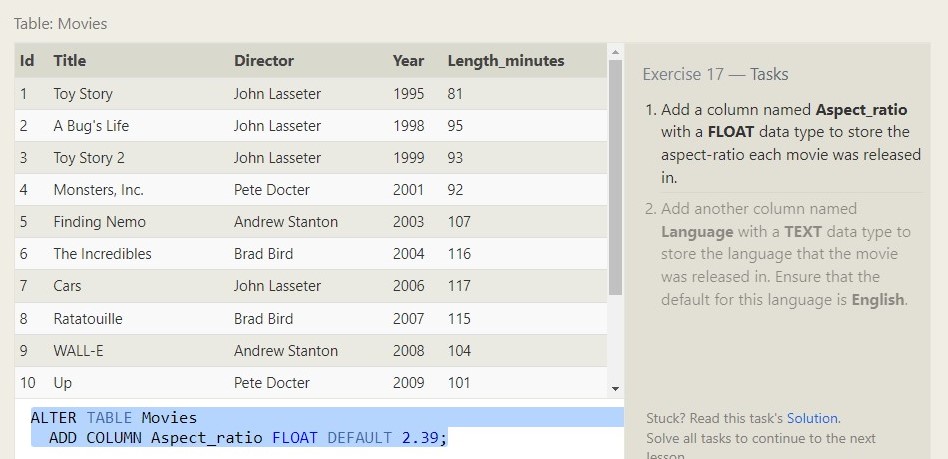 Table: Movies
Id Title Director Year Length_minutes
1 Toy Story John Lasseter 1995 81
2 A Bug's Life John Lasseter 1998 95
3 Toy Story 2 John Lasseter 1999 93
4 Monsters, Inc. Pete Docter 2001 92
5 Finding Nemo Andrew Stanton 2003 107
6 The Incredibles Brad Bird 2004 116
7 Cars John Lasseter 2006 117
8 Ratatouille Brad Bird 2007 115
9 WALL-E Andrew Stanton 2008 104
10 Up Pete Docter 2009 101
ALTER TABLE Movies
ADD COLUMN Aspect_ratio FLOAT DEFAULT 2.39;
Exercise 17 — Tasks
1. Add a column named Aspect_ratio
with a FLOAT data type to store the
aspect-ratio each movie was released
in.
2. Add another column named
Language with a TEXT data type to
store the language that the movie
was released in. Ensure that the
default for this language is English.
Stuck? Read this task's Solution.
Solve all tasks to continue to the next
lesson.